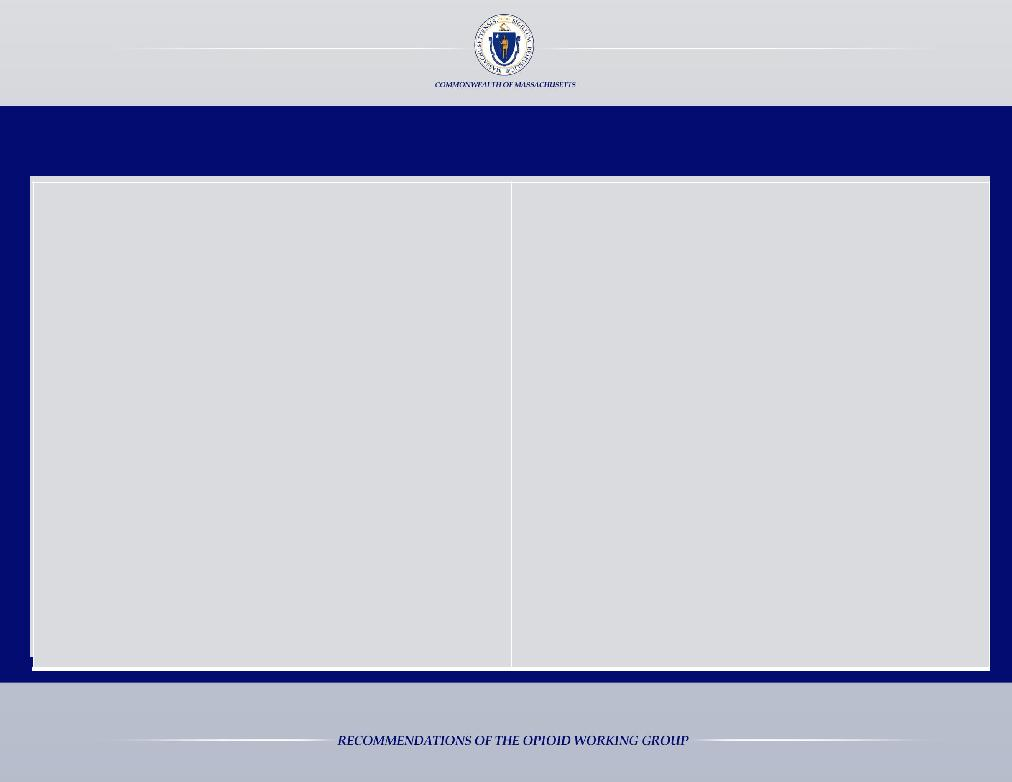 COMMONWEALTH OF MASSACHUSETTS
RECOMMENDATIONS OF THE OPIOID WORKING GROUP